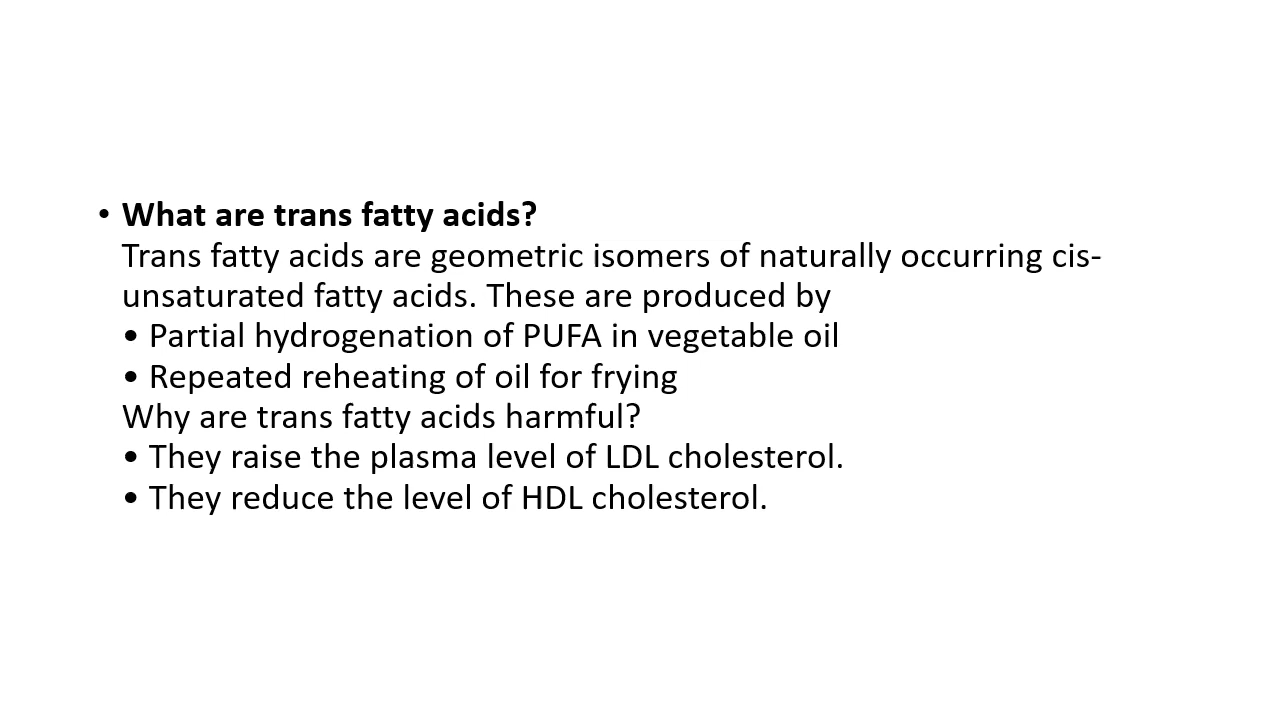 • What are trans fatty acids?
Trans fatty acids are geometric isomers of naturally occurring cis-
unsaturated fatty acids. These are produced by
• Partial hydrogenation of PUFA in vegetable oil
• Repeated reheating of oil for frying
Why are trans fatty acids harmful?
• They raise the plasma level of LDL cholesterol.
• They reduce the level of HDL cholesterol.